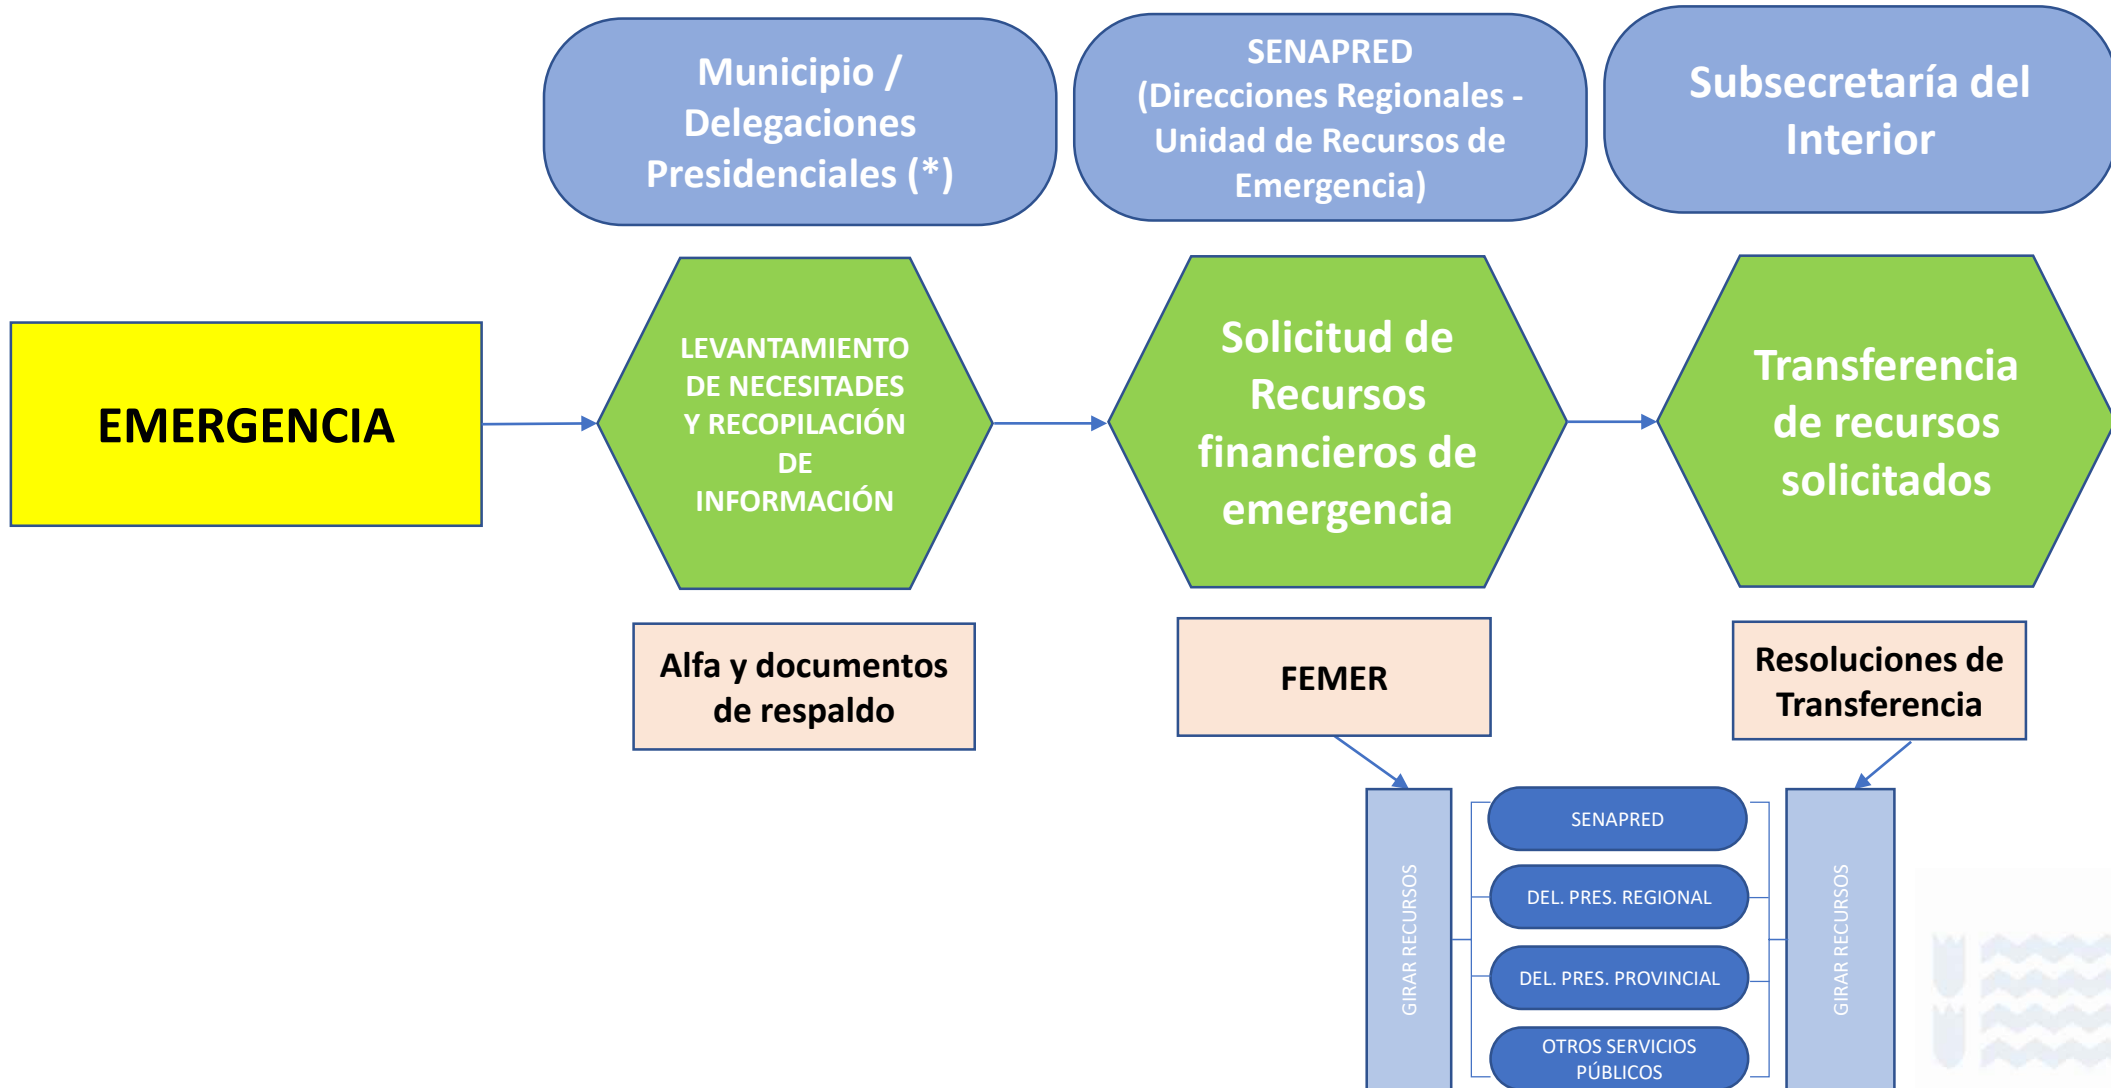 Municipio /
Delegaciones
Presidenciales (*)
SENAPRED
(Direcciones Regionales -
Unidad de Recursos de
Emergencia)
Subsecretaría del
Interior
EMERGENCIA
LEVANTAMIENTO
DE NECESITADES
Y RECOPILACIÓN
DE
INFORMACIÓN
Solicitud de
Recursos
financieros de
emergencia
Transferencia
de recursos
solicitados
Alfa y documentos
de respaldo
FEMER
Resoluciones de
Transferencia
GIRAR RECURSOS
SENAPRED
DEL. PRES. REGIONAL
DEL. PRES. PROVINCIAL
OTROS SERVICIOS
PÚBLICOS
GIRAR RECURSOS